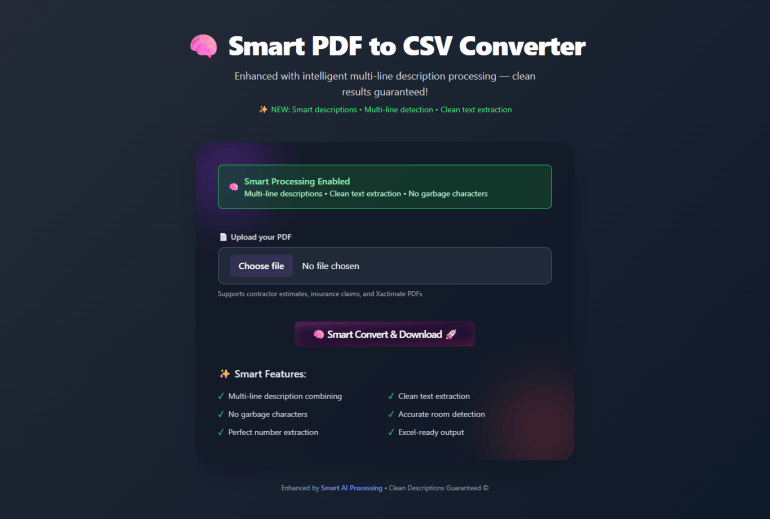 🧠 Smart PDF to CSV Converter
Enhanced with intelligent multi-line description processing — clean
results guaranteed!
✨ NEW: Smart descriptions • Multi-line detection • Clean text extraction
🧠 Smart Processing Enabled
Multi-line descriptions • Clean text extraction • No garbage characters
📄 Upload your PDF
Choose file No file chosen
Supports contractor estimates, insurance claims, and Xactimate PDFs
🧠 Smart Convert & Download 🚀
✨ Smart Features:
✓ Multi-line description combining
✓ Clean text extraction
✓ No garbage characters
✓ Accurate room detection
✓ Perfect number extraction
✓ Excel-ready output
Enhanced by Smart AI Processing • Clean Descriptions Guaranteed ©